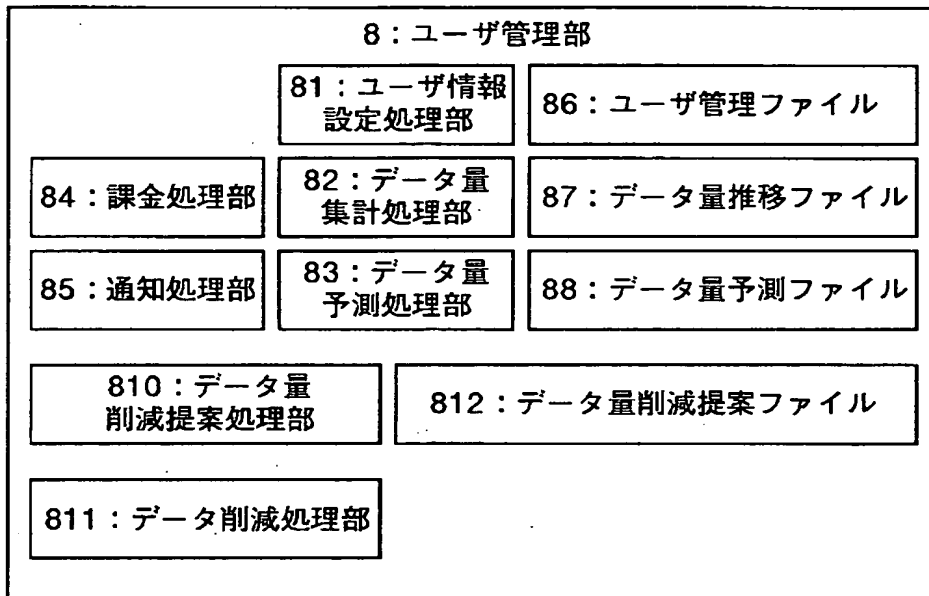 8：ユーザ管理部
81：ユーザ情報
設定処理部
86：ユーザ管理ファイル
84：課金処理部
82：データ量
集計処理部
87：データ量推移ファイル
85：通知処理部
83：データ量
予測処理部
88：データ量予測ファイル
810：データ量
削減提案処理部
812：データ量削減提案ファイル
811：データ削減処理部